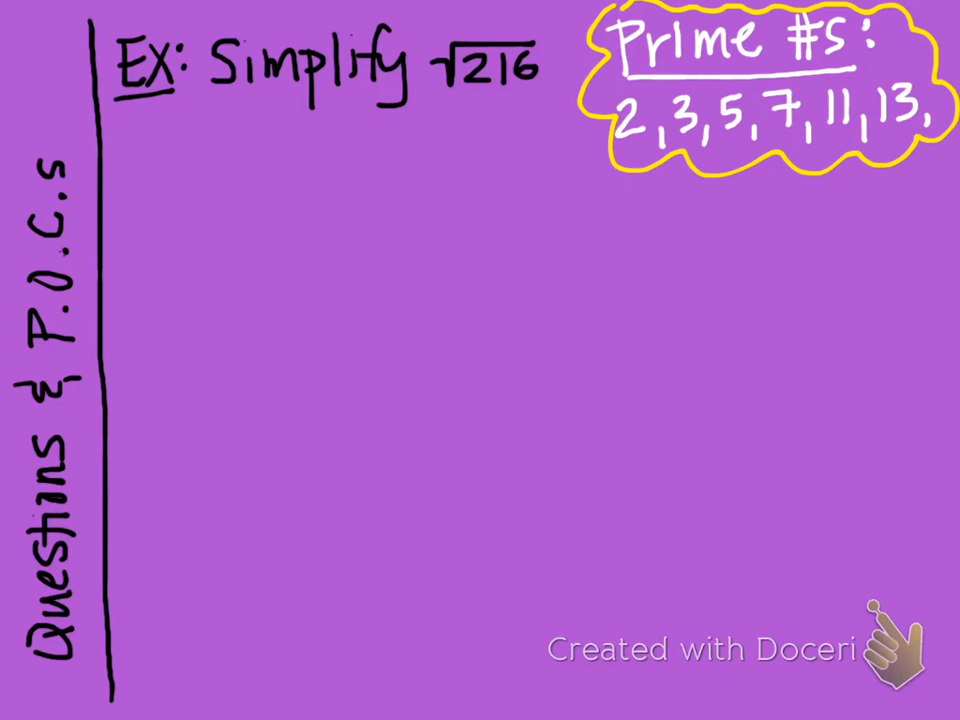 Ex: Simplify √216
Prime #s:
2, 3, 5, 7, 11, 13,
Questions & P.O.C.s
Created with Doceri